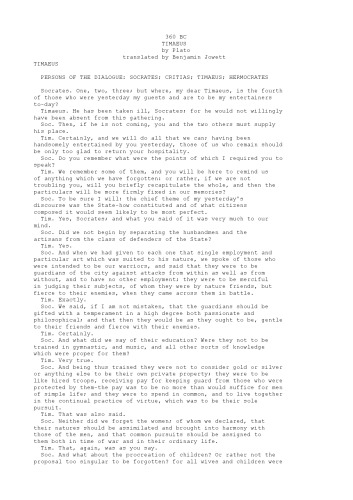 360 BC
TIMAEUS
by Plato
translated by Benjamin Jowett
TIMAEUS
PERSONS OF THE DIALOGUE: SOCRATES; CRITIAS; TIMAEUS; HERMOCRATES
Socrates. One, two, three; but where, my dear Timaeus, is the fourth
of those who were yesterday my guests and are to be my entertainers
to-day?
Timaeus. He has been taken ill, Socrates; for he would not willingly
have been absent from this gathering.
Soc. Then, if he is not coming, you and the two others must supply
his place.
Tim. Certainly, and we will do all that we can; having been
handsomely entertained by you yesterday, those of us who remain should
be only too glad to return your hospitality.
Soc. Do you remember what were the points of which I required you to
speak?
Tim. We remember some of them, and you will be here to remind us
of anything which we have forgotten: or rather, if we are not
troubling you, will you briefly recapitulate the whole, and then the
particulars will be more firmly fixed in our memories?
Soc. To be sure I will: the chief theme of my yesterday's
discourse was the State-how constituted and of what citizens
composed it would seem likely to be most perfect.
Tim. Yes, Socrates; and what you said of it was very much to our
mind.
Soc. Did we not begin by separating the husbandmen and the
artisans from the class of defenders of the State?
Tim. Yes.
Soc. And when we had given to each one that single employment and
particular art which was suited to his nature, we spoke of those who
were intended to be our warriors, and said that they were to be
guardians of the city against attacks from within as well as from
without, and to have no other employment; they were to be merciful
in judging their subjects, of whom they were by nature friends, but
fierce to their enemies, when they came across them in battle.
Tim. Exactly.
Soc. We said, if I am not mistaken, that the guardians should be
gifted with a temperament in a high degree both passionate and
philosophical; and that then they would be as they ought to be, gentle
to their friends and fierce with their enemies.
Tim. Certainly.
Soc. And what did we say of their education? Were they not to be
trained in gymnastic, and music, and all other sorts of knowledge
which were proper for them?
Tim. Very true.
Soc. And being thus trained they were not to consider gold or silver
or anything else to be their own private property; they were to be
like hired troops, receiving pay for keeping guard from those who were
protected by them-the pay was to be no more than would suffice for men
of simple life; and they were to spend in common, and to live together
in the continual practice of virtue, which was to be their sole
pursuit.
Tim. That was also said.
Soc. Neither did we forget the women; of whom we declared, that
their natures should be assimilated and brought into harmony with
those of the men, and that common pursuits should be assigned to
them both in time of war and in their ordinary life.
Tim. That, again, was as you say.
Soc. And what about the procreation of children? Or rather not the
proposal too singular to be forgotten? for all wives and children were